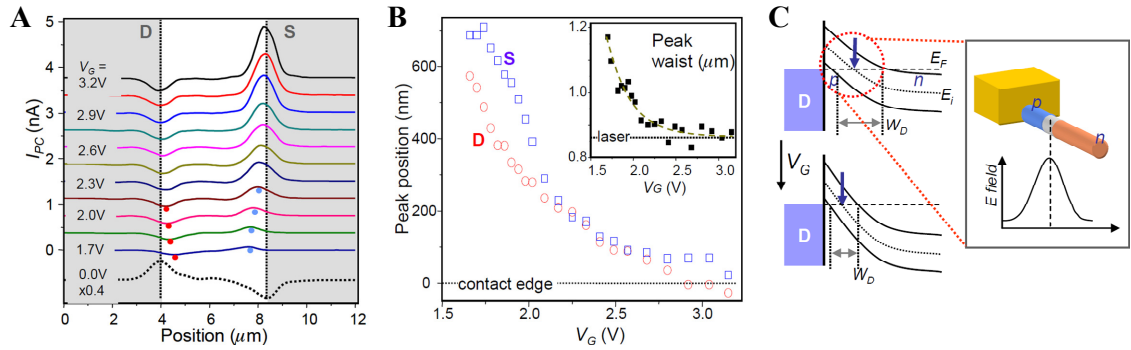 A
5
4
3
2
1
0
I_PC (nA)
D
S
V_G =
3.2V
2.9V
2.6V
2.3V
2.0V
1.7V
0.0V
x0.4
0 2 4 6 8 10 12
Position (μm)
B
800
600
400
200
0
Peak position (nm)
S
D
contact edge
1.5 2.0 2.5 3.0
V_G (V)
Peak
waist (μm)
1.2
1.0
0.8
laser
1.5 2.0 2.5 3.0
V_G (V)
C
D
p
n
E_F
E_i
W_D
V_G
D
W_D
p
n
E field